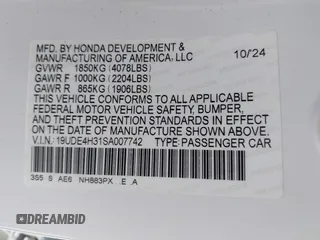 MFD. BY HONDA DEVELOPMENT &
MANUFACTURING OF AMERICA, LLC 10/24
GVWR 1850KG (4078LBS)
GAWR F 1000KG (2204LBS)
GAWR R 865KG (1906LBS)
THIS VEHICLE CONFORMS TO ALL APPLICABLE
FEDERAL MOTOR VEHICLE SAFETY, BUMPER,
AND THEFT PREVENTION STANDARDS IN EFFECT
ON THE DATE OF MANUFACTURE SHOWN ABOVE.
V.I.N.: 19UDE4H31SA007742 TYPE PASSENGER CAR
3S5 S AE6 NH883PX E A
DREAMBID